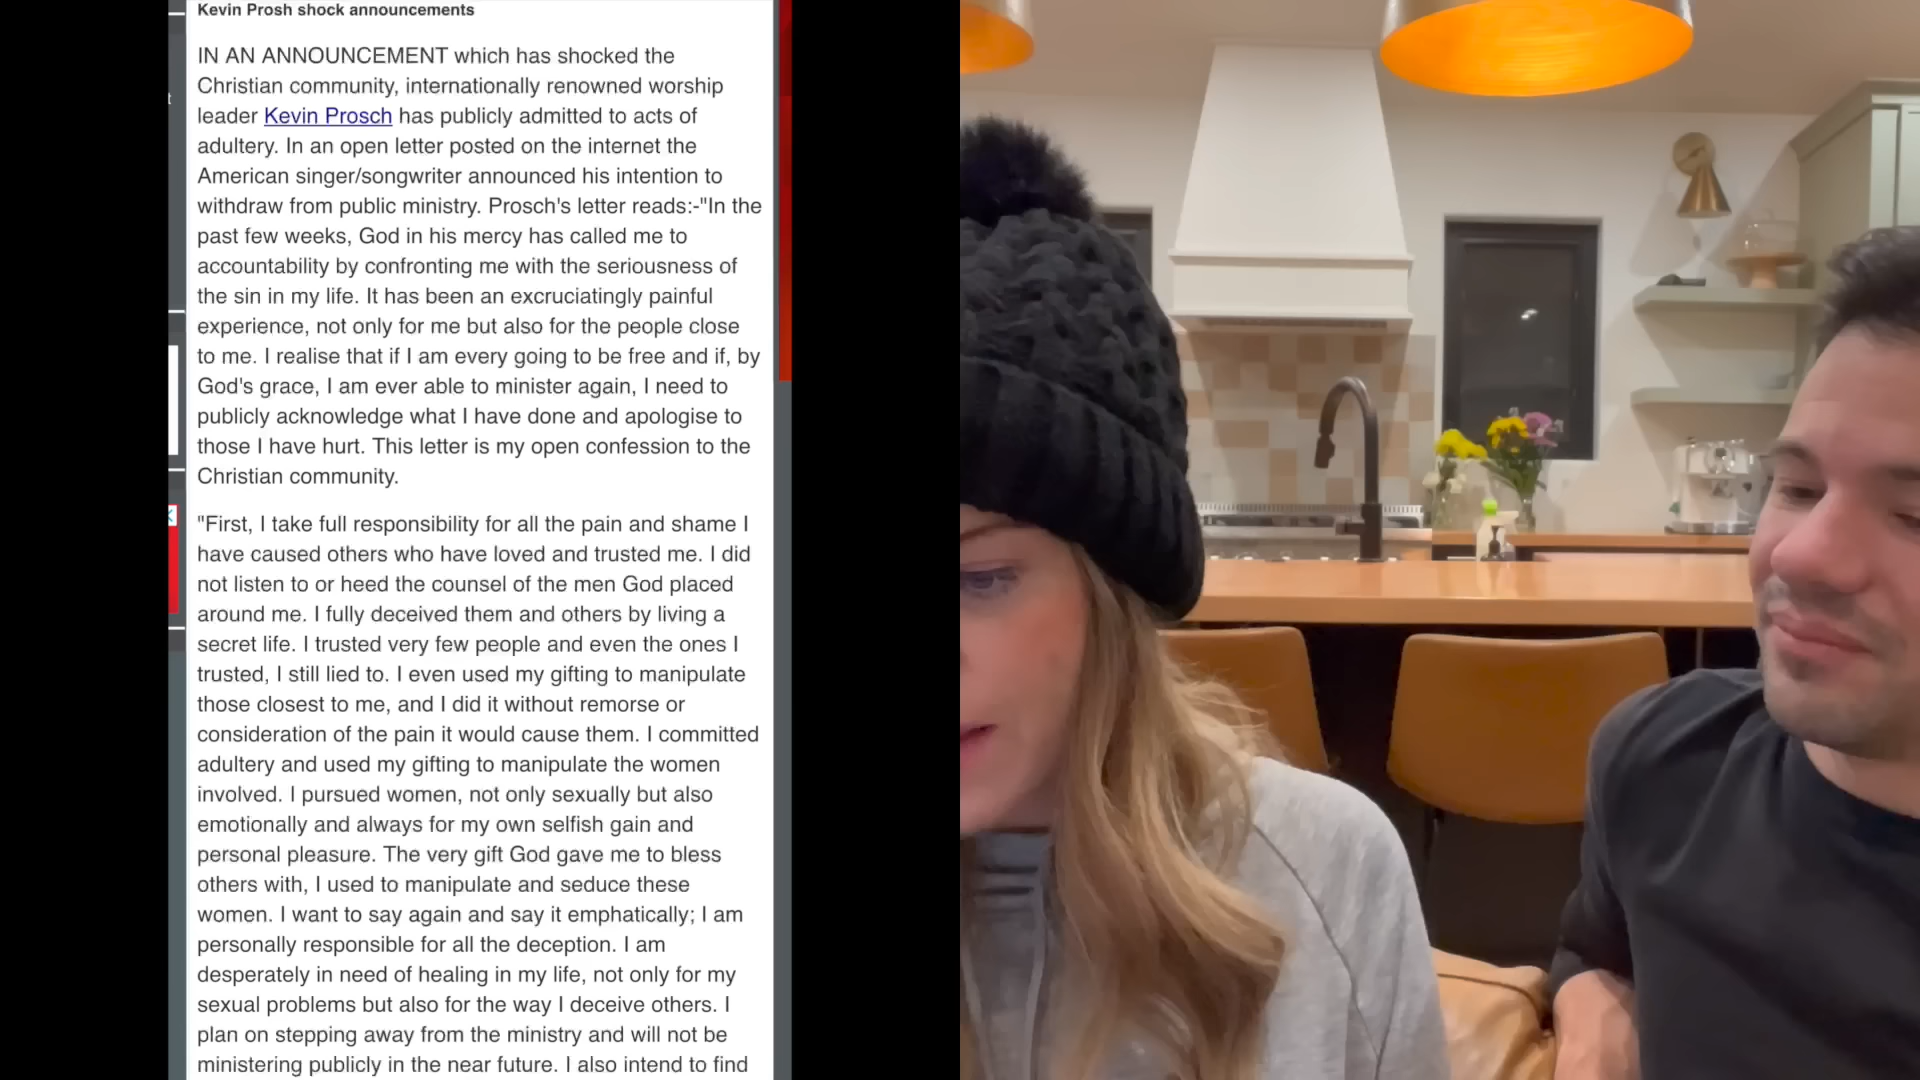 Kevin Prosh shock announcements
IN AN ANNOUNCEMENT which has shocked the
Christian community, internationally renowned worship
leader Kevin Prosch has publicly admitted to acts of
adultery. In an open letter posted on the internet the
American singer/songwriter announced his intention to
withdraw from public ministry. Prosch's letter reads:-"In the
past few weeks, God in his mercy has called me to
accountability by confronting me with the seriousness of
the sin in my life. It has been an excruciatingly painful
experience, not only for me but also for the people close
to me. I realise that if I am every going to be free and if, by
God's grace, I am ever able to minister again, I need to
publicly acknowledge what I have done and apologise to
those I have hurt. This letter is my open confession to the
Christian community.
"First, I take full responsibility for all the pain and shame I
have caused others who have loved and trusted me. I did
not listen to or heed the counsel of the men God placed
around me. I fully deceived them and others by living a
secret life. I trusted very few people and even the ones I
trusted, I still lied to. I even used my gifting to manipulate
those closest to me, and I did it without remorse or
consideration of the pain it would cause them. I committed
adultery and used my gifting to manipulate the women
involved. I pursued women, not only sexually but also
emotionally and always for my own selfish gain and
personal pleasure. The very gift God gave me to bless
others with, I used to manipulate and seduce these
women. I want to say again and say it emphatically; I am
personally responsible for all the deception. I am
desperately in need of healing in my life, not only for my
sexual problems but also for the way I deceive others. I
plan on stepping away from the ministry and will not be
ministering publicly in the near future. I also intend to find